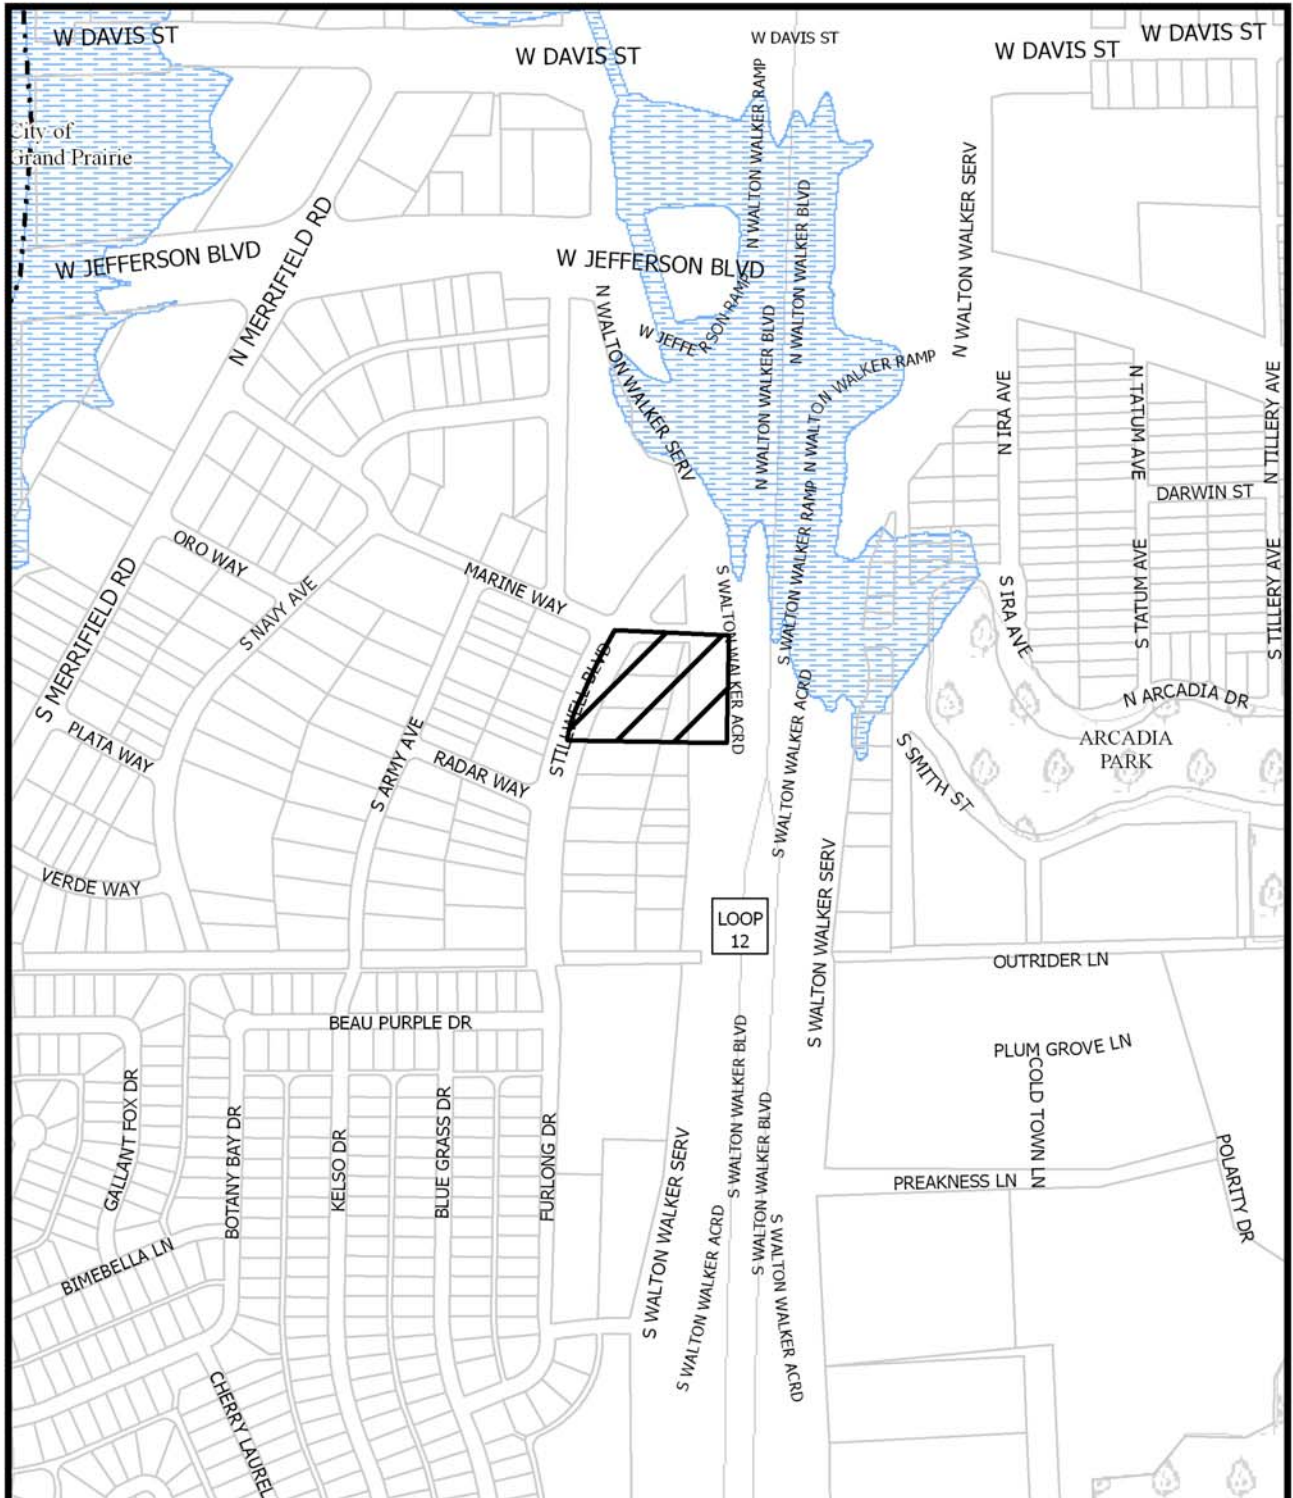 W DAVIS ST
W DAVIS ST
W DAVIS ST
W DAVIS ST
W DAVIS ST
City of
Grand Prairie
N WALTON WALKER RAMP
N WALTON WALKER BLVD
N WALTON WALKER SERV
N MERRIFIELD RD
W JEFFERSON BLVD
W JEFFERSON BLVD
W JEFFERSON RAMP
N WALTON WALKER SERV
N WALTON WALKER BLVD
N WALTON WALKER RAMP
N IRA AVE
N TATUM AVE
N TILLERY AVE
DARWIN ST
ORO WAY
S NAVY AVE
MARINE WAY
S MERRIFIELD RD
S WALTON WALKER ACRD
S WALTON WALKER RAMP
S IRA AVE
S TATUM AVE
S TILLERY AVE
STILLWELL BLVD
PLATA WAY
S ARMY AVE
RADAR WAY
S WALTON WALKER ACRD
N ARCADIA DR
ARCADIA
PARK
S SMITH ST
VERDE WAY
S WALTON WALKER SERV
LOOP
12
OUTRIDER LN
BEAU PURPLE DR
PLUM GROVE LN
COLD TOWN LN
GALLANT FOX DR
BOTANY BAY DR
KELSO DR
BLUE GRASS DR
FURLONG DR
S WALTON WALKER BLVD
S WALTON WALKER BLVD
S WALTON WALKER SERV
S WALTON WALKER ACRD
S WALTON WALKER ACRD
PREAKNESS LN
POLARITY DR
BIMEBELLA LN
CHERRY LAUREL